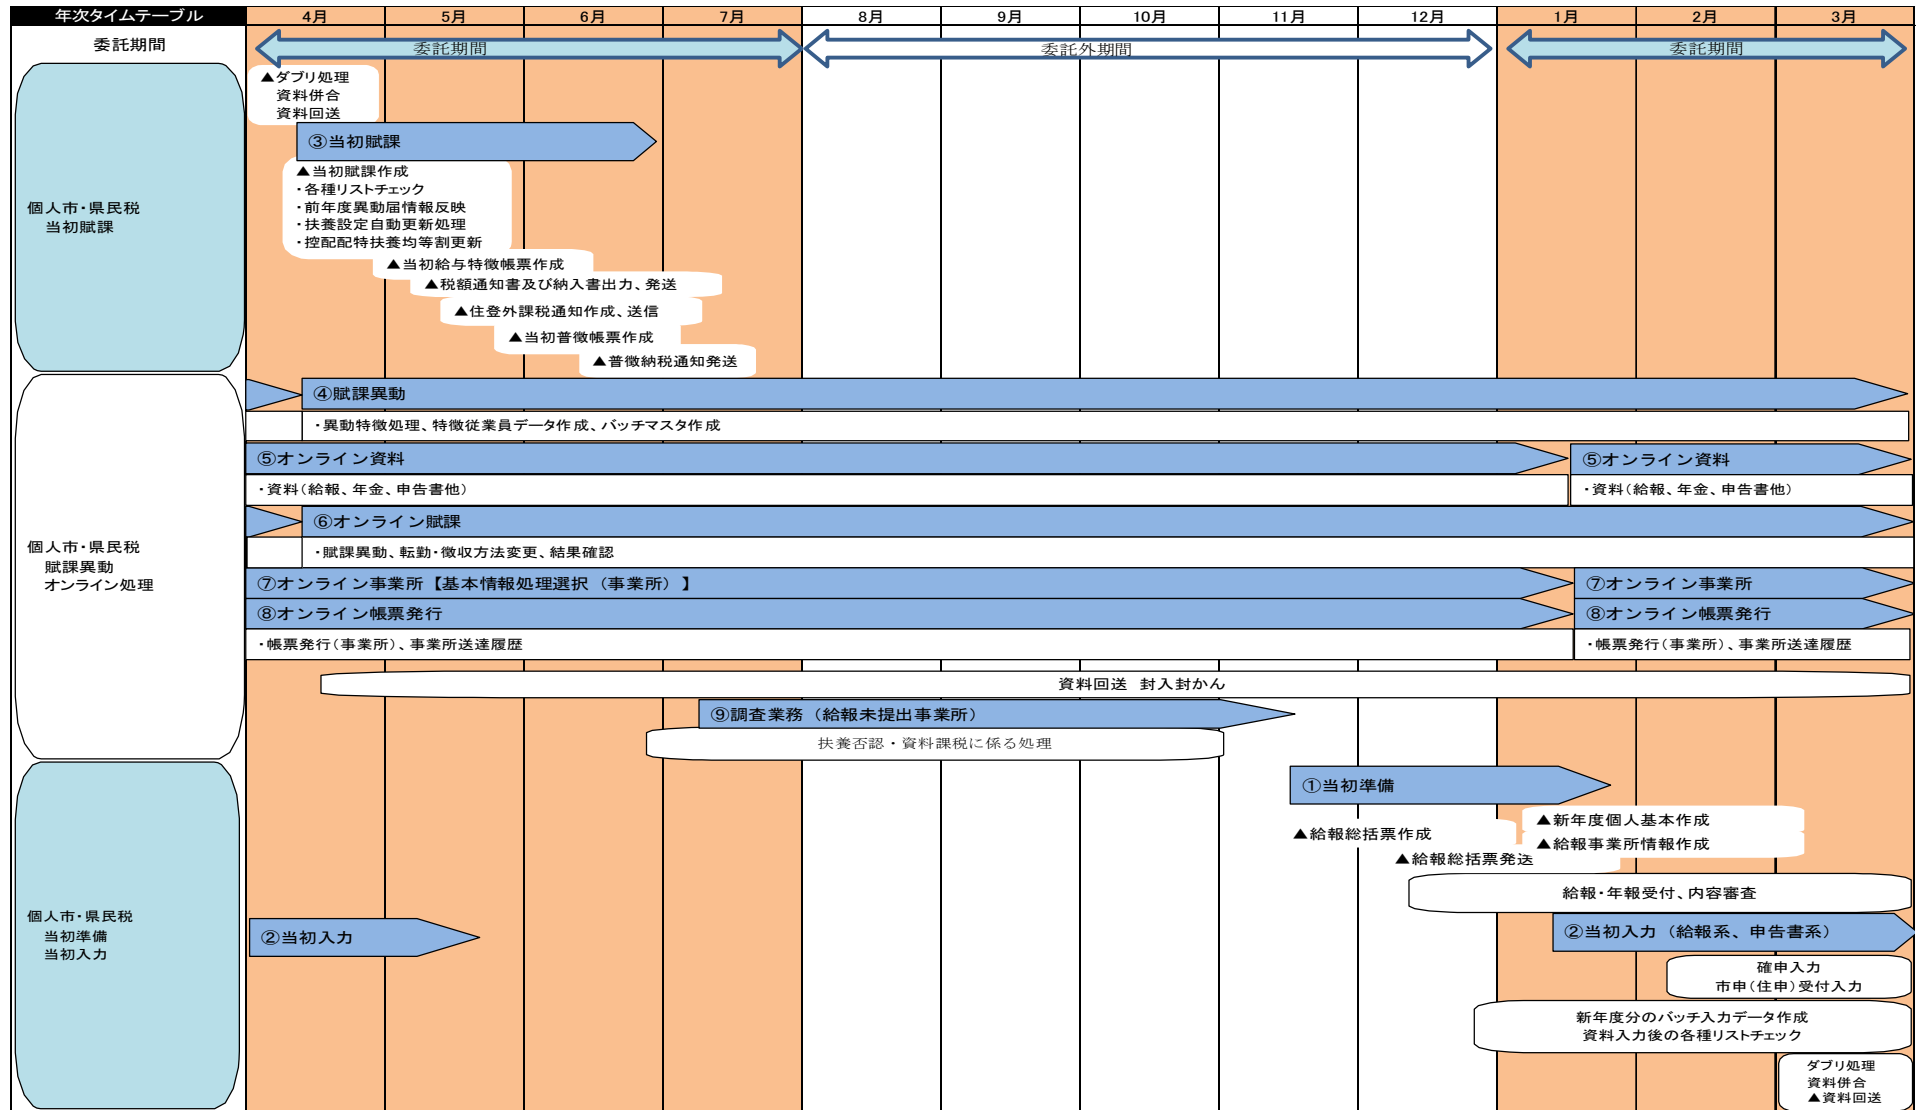 年次タイムテーブル
4月
5月
6月
7月
8月
9月
10月
11月
12月
1月
2月
3月
委託期間
委託期間
委託外期間
委託期間
個人市・県民税
当初賦課
▲ダブリ処理
資料併合
資料回送
③当初賦課
▲当初賦課作成
・各種リストチェック
・前年度異動届情報反映
・扶養設定自動更新処理
・控配配特扶養均等割更新
▲当初給与特徴帳票作成
▲税額通知書及び納入書出力、発送
▲住登外課税通知作成、送信
▲当初普徴帳票作成
▲普徴納税通知発送
個人市・県民税
賦課異動
オンライン処理
④賦課異動
・異動特徴処理、特徴従業員データ作成、バッチマスタ作成
⑤オンライン資料
⑤オンライン資料
・資料(給報、年金、申告書他)
・資料(給報、年金、申告書他)
⑥オンライン賦課
・賦課異動、転勤・徴収方法変更、結果確認
⑦オンライン事業所【基本情報処理選択（事業所）】
⑦オンライン事業所
⑧オンライン帳票発行
⑧オンライン帳票発行
・帳票発行(事業所)、事業所送達履歴
・帳票発行(事業所)、事業所送達履歴
資料回送 封入封かん
⑨調査業務（給報未提出事業所）
扶養否認・資料課税に係る処理
個人市・県民税
当初準備
当初入力
①当初準備
▲給報総括票作成
▲新年度個人基本作成
▲給報事業所情報作成
▲給報総括票発送
給報・年報受付、内容審査
②当初入力
②当初入力（給報系、申告書系）
確申入力
市申(住申)受付入力
新年度分のバッチ入力データ作成
資料入力後の各種リストチェック
ダブリ処理
資料併合
▲資料回送